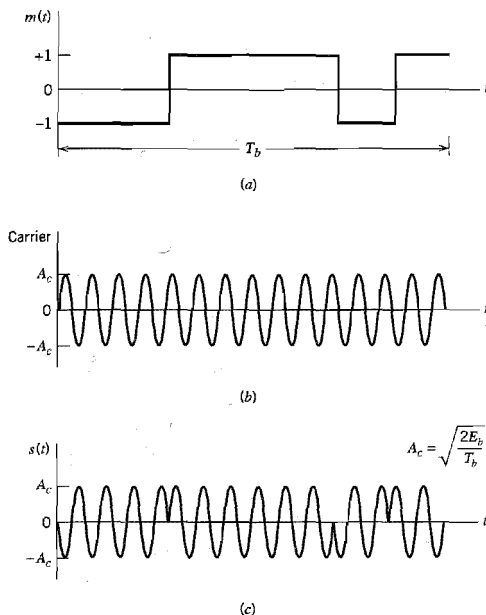 m(t)
+1
0
t
−1
T_b
(a)
Carrier
A_c
0
t
−A_c
(b)
s(t)
A_c = √(2E_b/T_b)
A_c
0
t
−A_c
(c)